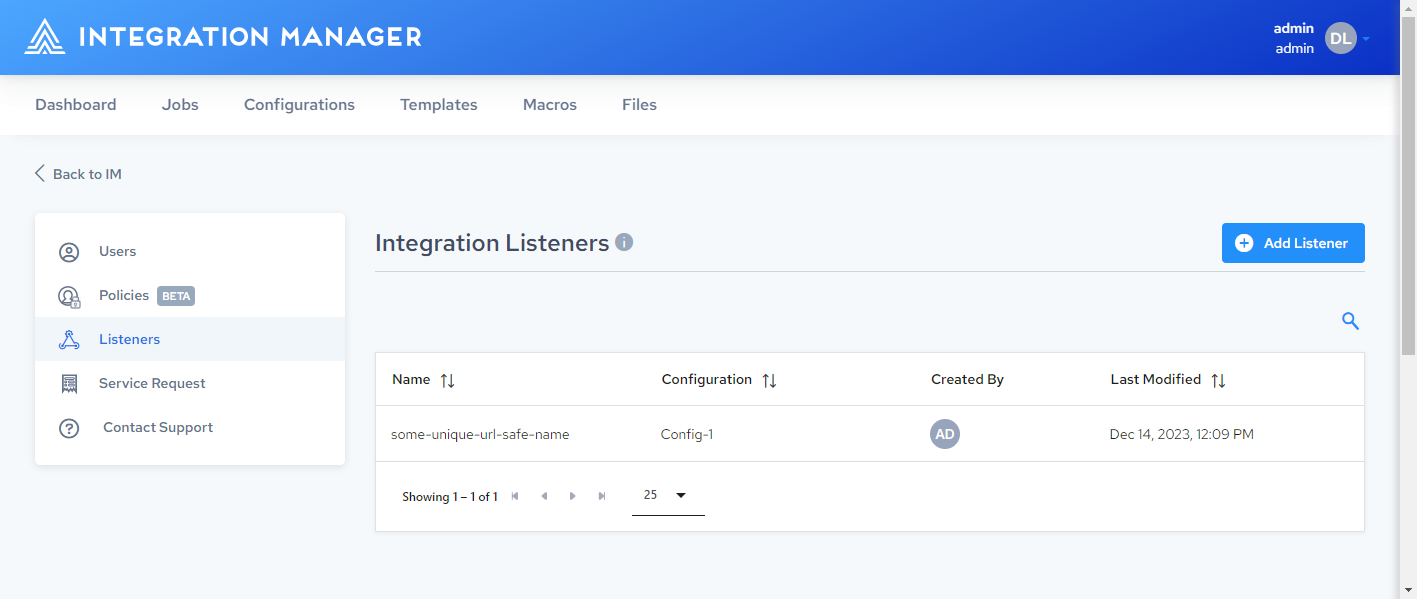 INTEGRATION MANAGER
admin
admin
DL
Dashboard Jobs Configurations Templates Macros Files
Back to IM
Users
Policies BETA
Listeners
Service Request
Contact Support
Integration Listeners
Add Listener
Name Configuration Created By Last Modified
some-unique-url-safe-name Config-1 AD Dec 14, 2023, 12:09 PM
Showing 1 – 1 of 1 25